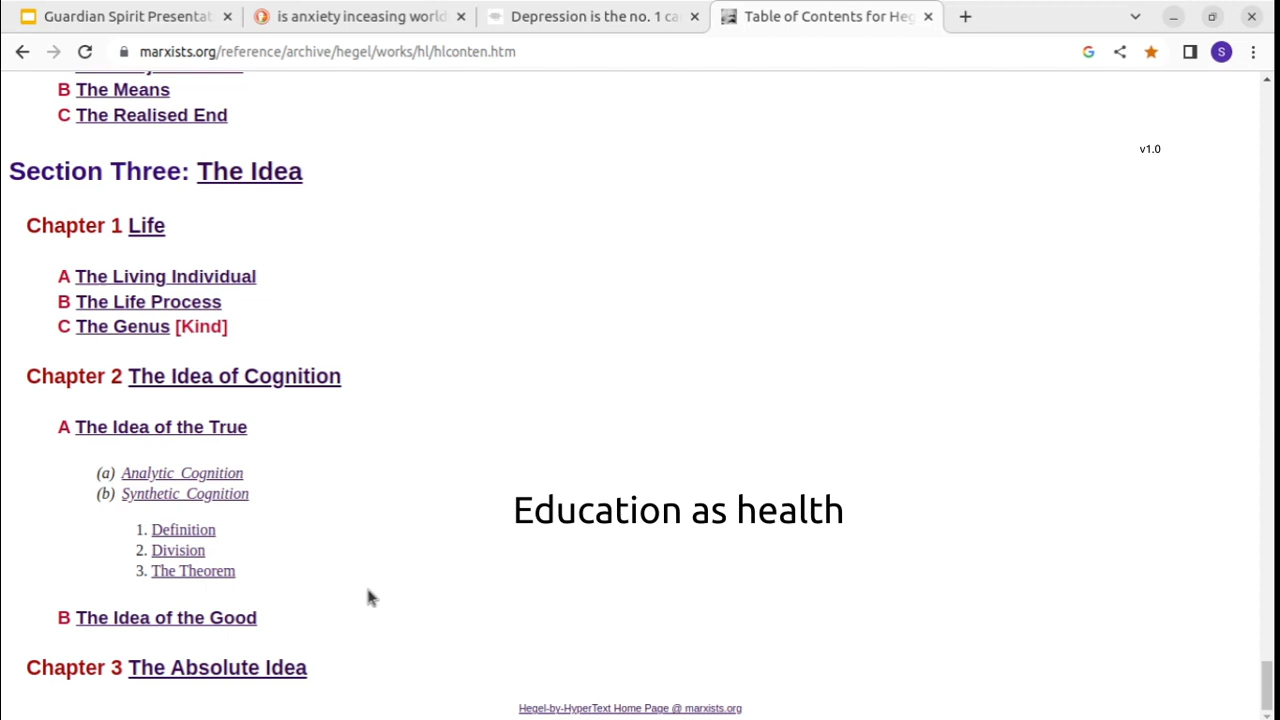 Guardian Spirit Presentat
is anxiety inceasing world
Depression is the no. 1 ca
Table of Contents for Heg
marxists.org/reference/archive/hegel/works/hl/hlconten.htm
S
B The Means
C The Realised End
v1.0
Section Three: The Idea
Chapter 1 Life
A The Living Individual
B The Life Process
C The Genus [Kind]
Chapter 2 The Idea of Cognition
A The Idea of the True
(a) Analytic Cognition
(b) Synthetic Cognition
Education as health
1. Definition
2. Division
3. The Theorem
B The Idea of the Good
Chapter 3 The Absolute Idea
Hegel-by-HyperText Home Page @ marxists.org